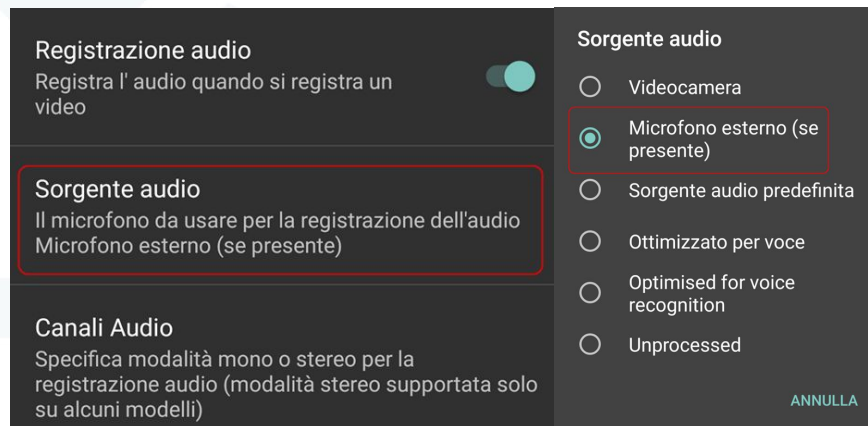 Registrazione audio
Registra l' audio quando si registra un
video
Sorgente audio
Il microfono da usare per la registrazione dell'audio
Microfono esterno (se presente)
Canali Audio
Specifica modalità mono o stereo per la
registrazione audio (modalità stereo supportata solo
su alcuni modelli)
Sorgente audio
Videocamera
Microfono esterno (se
presente)
Sorgente audio predefinita
Ottimizzato per voce
Optimised for voice
recognition
Unprocessed
ANNULLA